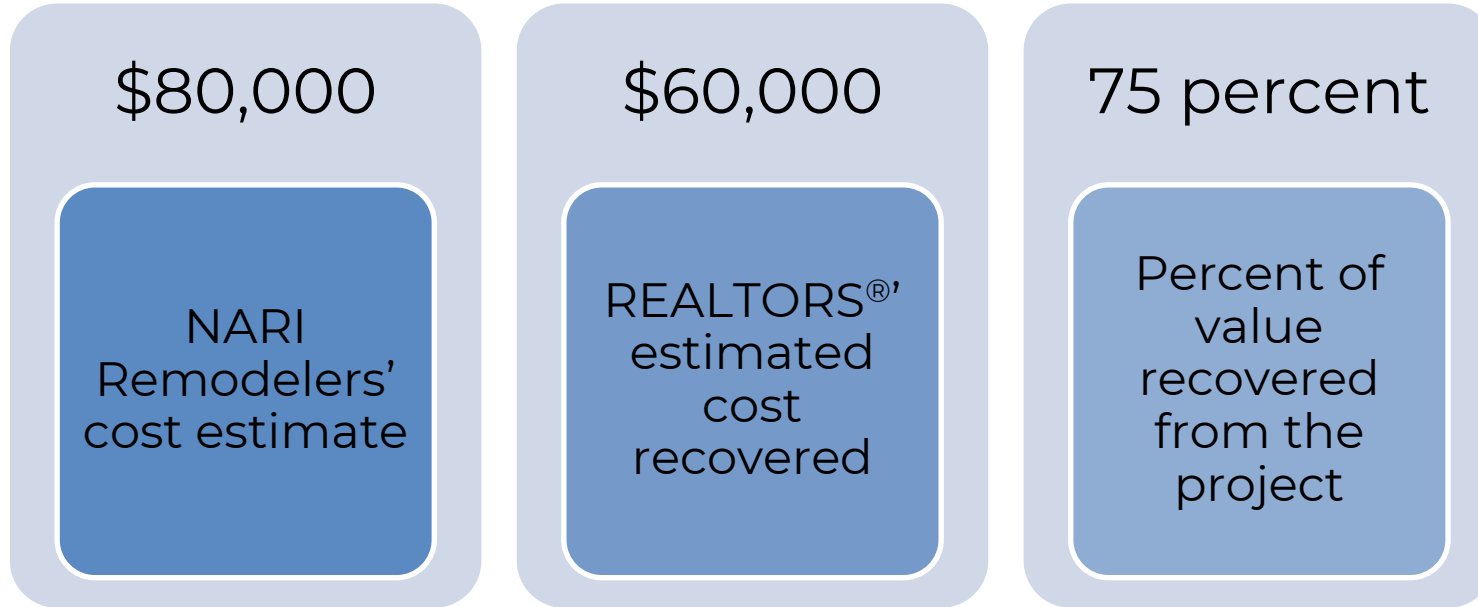 $80,000
NARI
Remodelers’
cost estimate
$60,000
REALTORS®’
estimated
cost
recovered
75 percent
Percent of
value
recovered
from the
project